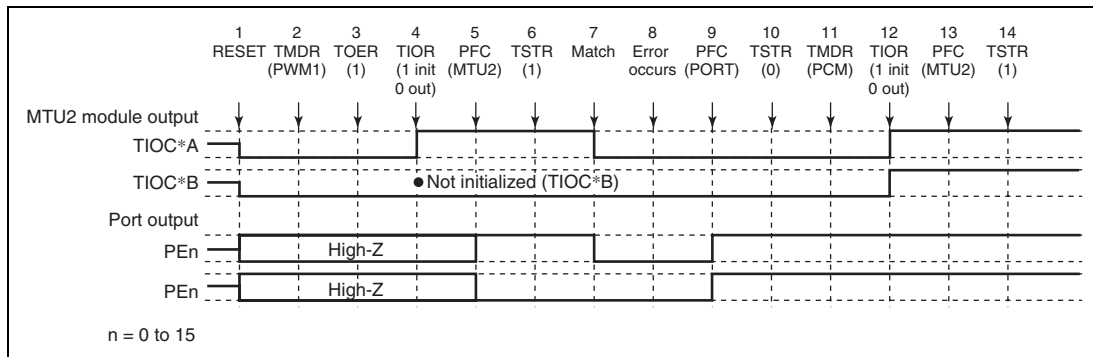 1 2 3 4 5 6 7 8 9 10 11 12 13 14
RESET TMDR TOER TIOR PFC TSTR Match Error PFC TSTR TMDR TIOR PFC TSTR
(PWM1) (1) (1 init (MTU2) (1) occurs (PORT) (0) (PCM) (1 init (MTU2) (1)
0 out) 0 out)
MTU2 module output
TIOC*A
TIOC*B
● Not initialized (TIOC*B)
Port output
PEn
High-Z
PEn
High-Z
n = 0 to 15